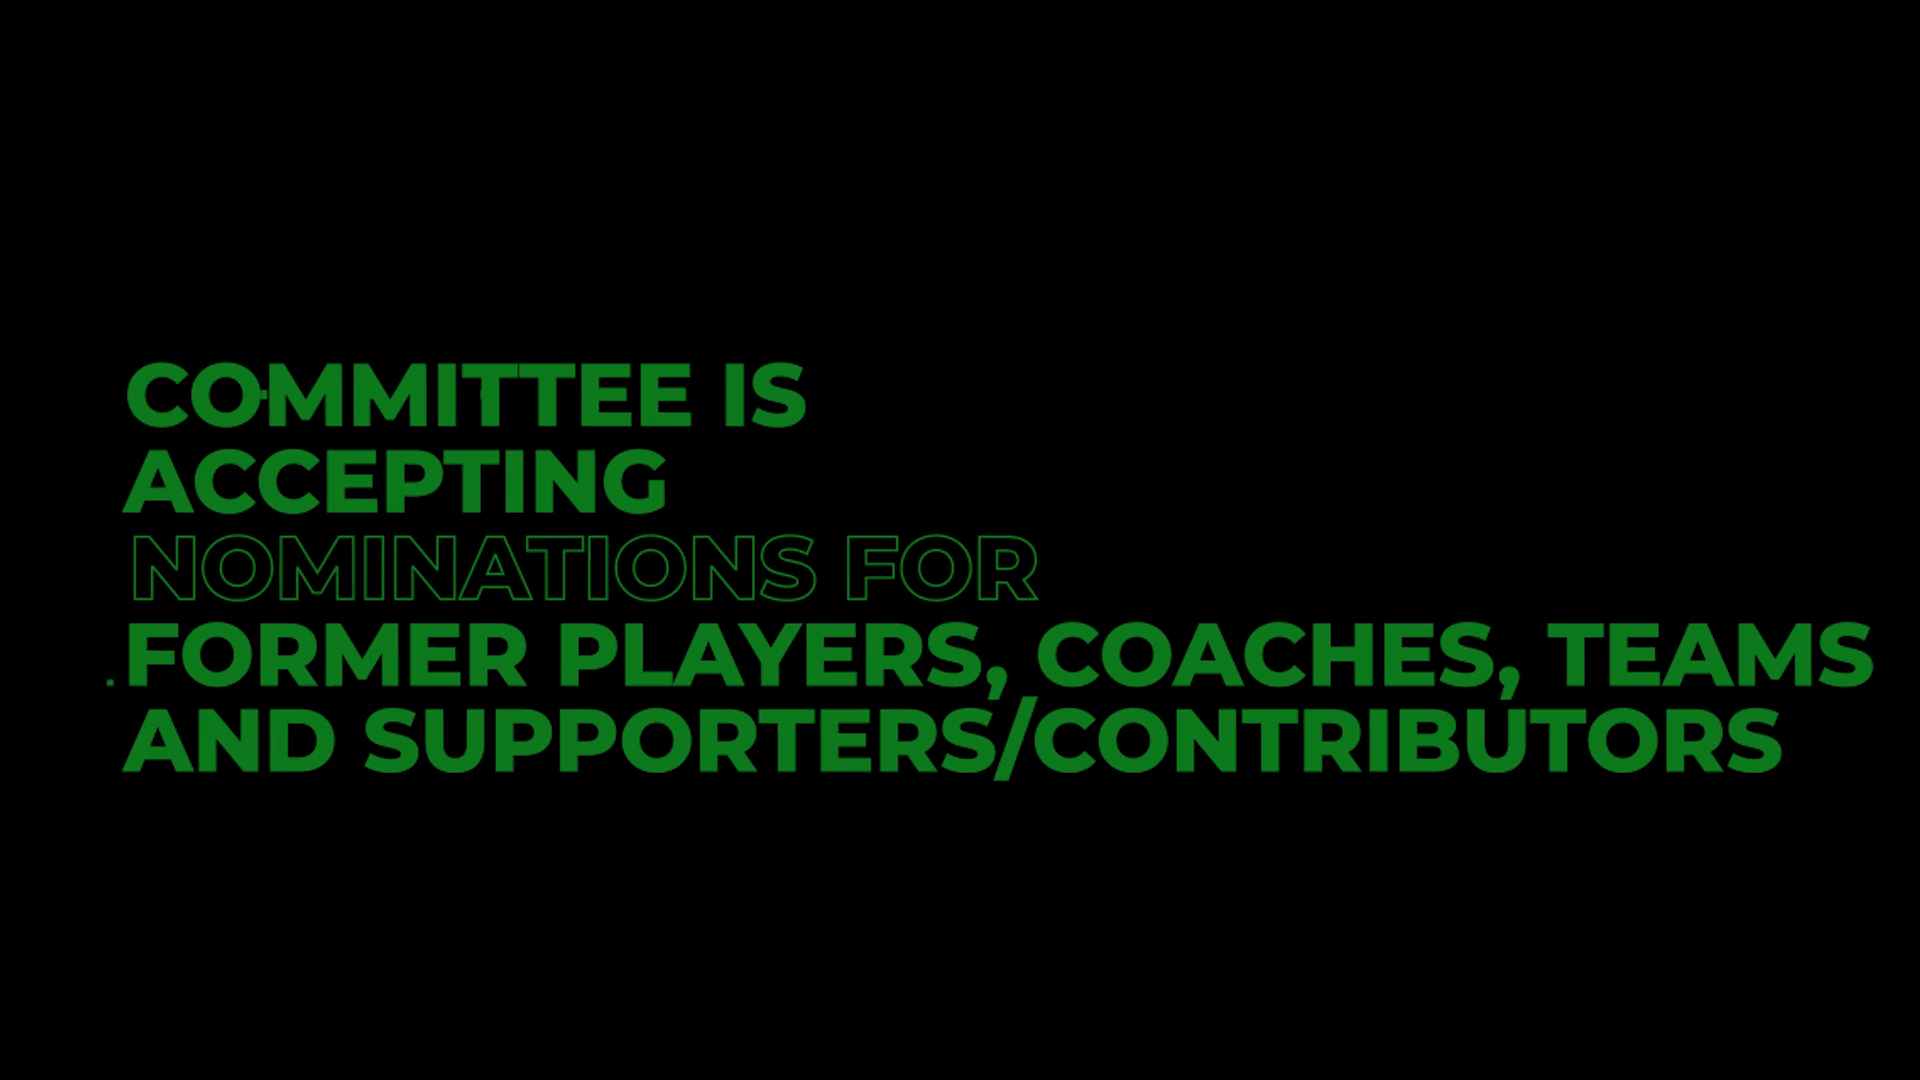 COMMITTEE IS
ACCEPTING
NOMINATIONS FOR
FORMER PLAYERS, COACHES, TEAMS
AND SUPPORTERS/CONTRIBUTORS